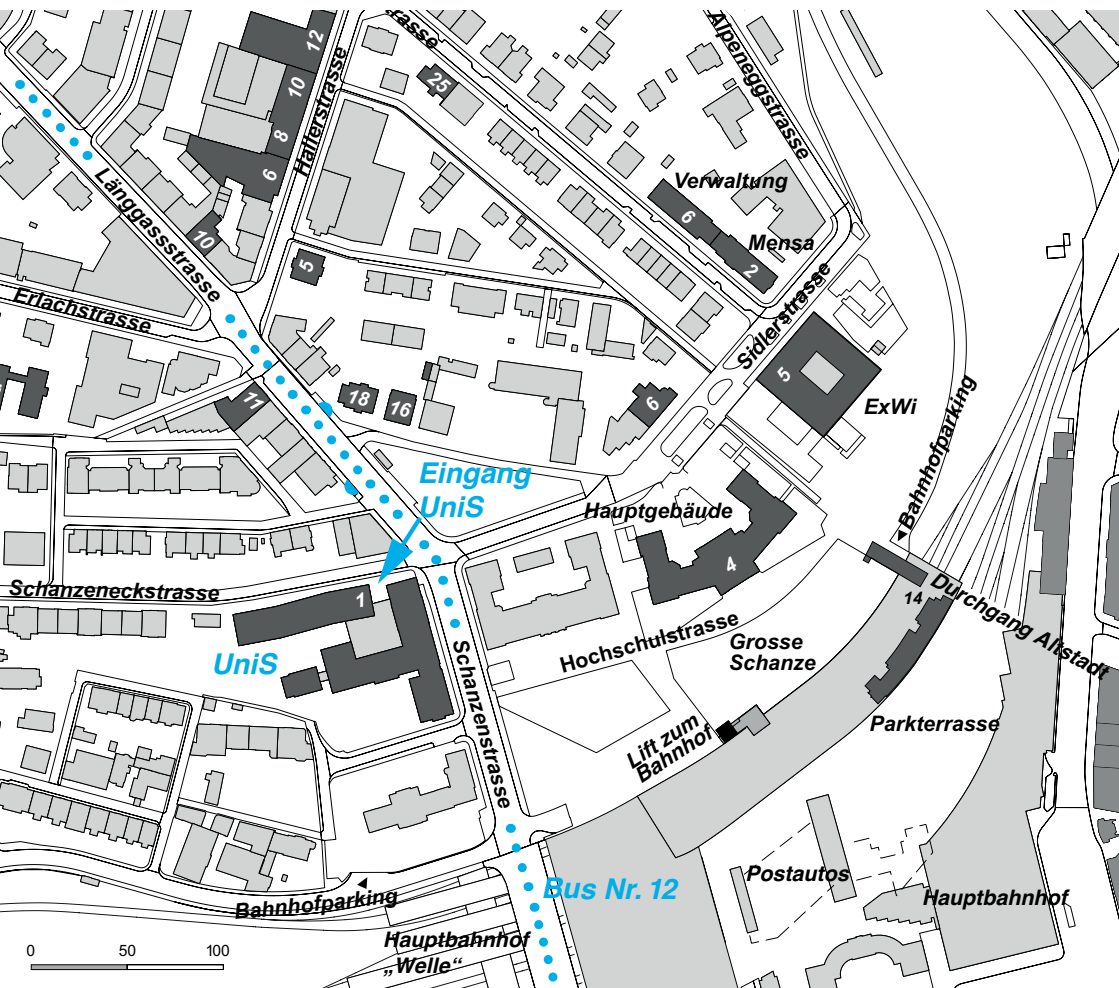 12
10
8
6
Hallerstrasse
rasse
25
Alpeneggstrasse
Verwaltung
6
Mensa
2
Länggassstrasse
10
5
Erlachstrasse
Sidlerstrasse
5
ExWi
18
16
6
11
Bahnhofparking
Eingang
UniS
Hauptgebäude
4
Schanzeneckstrasse
1
UniS
14
Durchgang Altstadt
Hochschulstrasse
Grosse
Schanze
Schanzenstrasse
Lift zum
Bahnhof
Parkterrasse
Postautos
Bus Nr. 12
Hauptbahnhof
Bahnhofparking
Hauptbahnhof
„Welle“
0 50 100